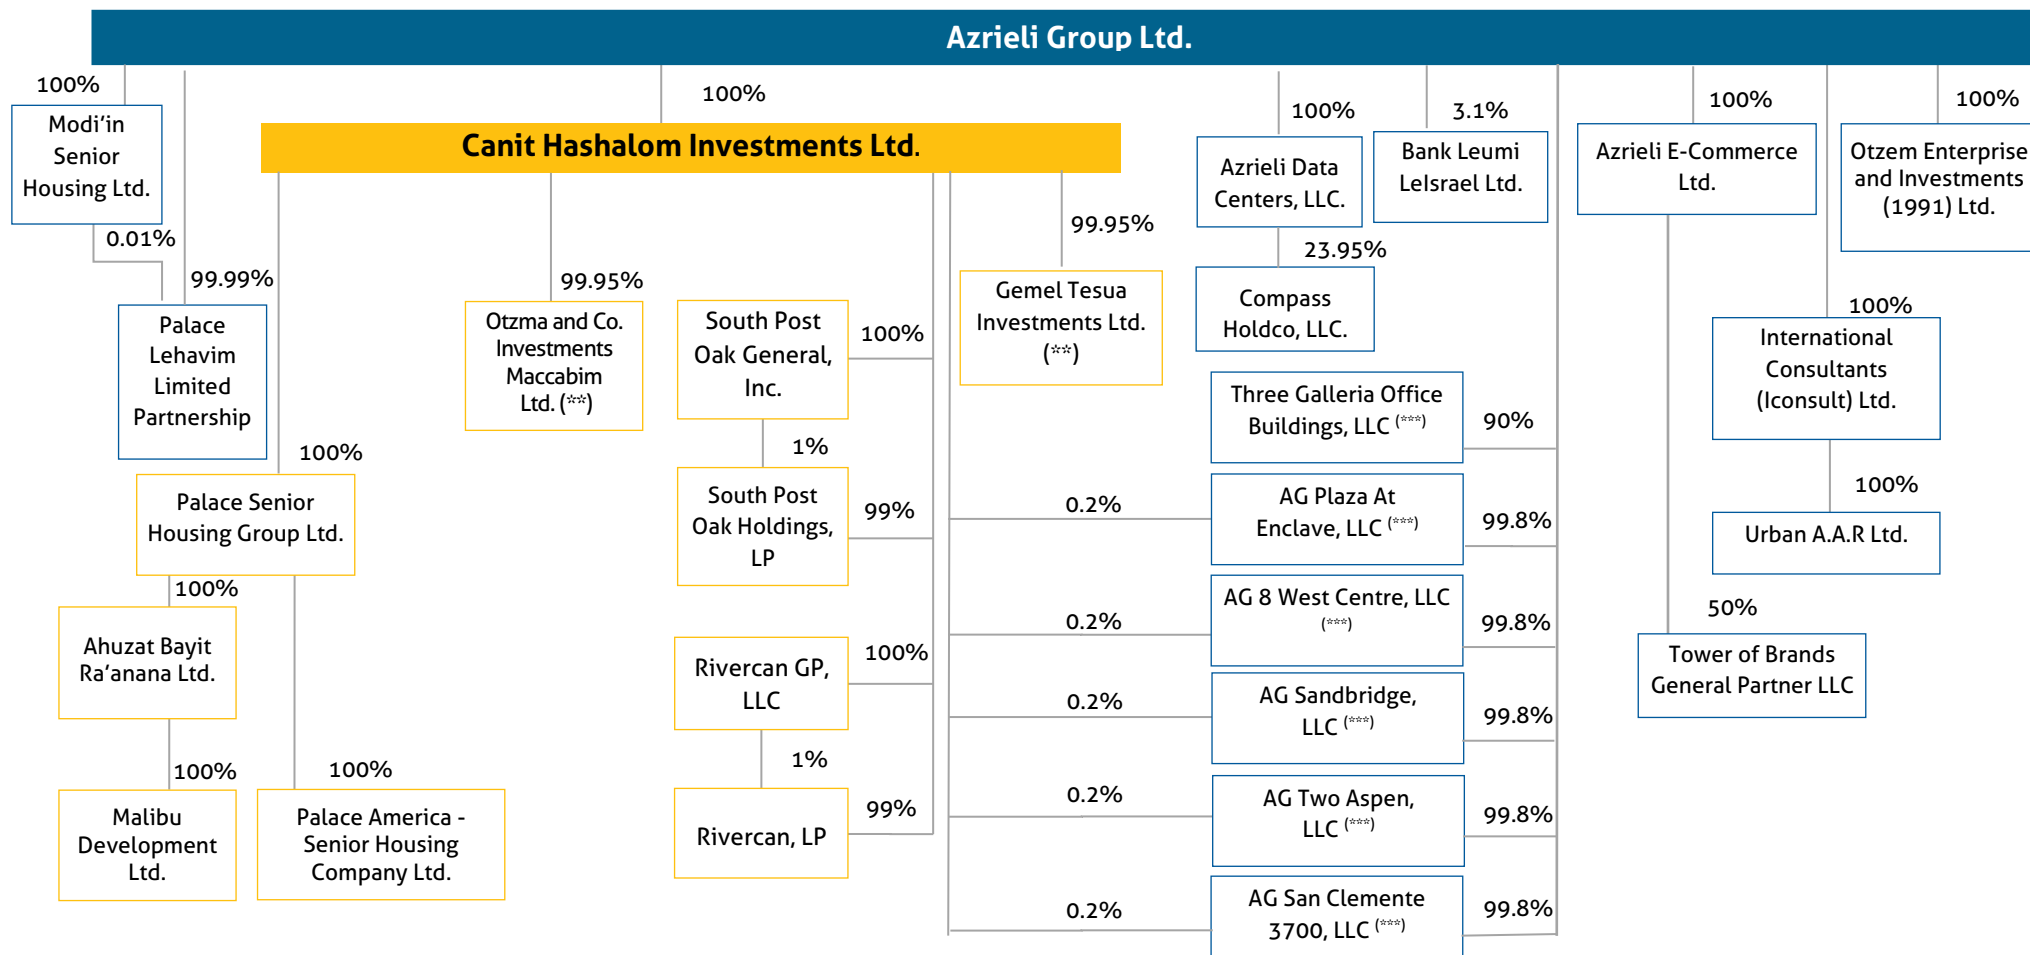 Azrieli Group Ltd.
100%
Modi’in
Senior
Housing Ltd.
0.01%
99.99%
Palace
Lehavim
Limited
Partnership
100%
Canit Hashalom Investments Ltd.
100%
Palace Senior
Housing Group Ltd.
100%
Ahuzat Bayit
Ra’anana Ltd.
100%
Malibu
Development
Ltd.
100%
Palace America -
Senior Housing
Company Ltd.
99.95%
Otzma and Co.
Investments
Maccabim
Ltd. (**)
South Post
Oak General,
Inc.
100%
1%
South Post
Oak Holdings,
LP
99%
Rivercan GP,
LLC
100%
1%
Rivercan, LP
99%
99.95%
Gemel Tesua
Investments Ltd.
(**)
100%
Azrieli Data
Centers, LLC.
23.95%
Compass
Holdco, LLC.
3.1%
Bank Leumi
LeIsrael Ltd.
Three Galleria Office
Buildings, LLC (***)
90%
0.2%
AG Plaza At
Enclave, LLC (***)
99.8%
0.2%
AG 8 West Centre, LLC
(***)
99.8%
0.2%
AG Sandbridge,
LLC (***)
99.8%
0.2%
AG Two Aspen,
LLC (***)
99.8%
0.2%
AG San Clemente
3700, LLC (***)
99.8%
100%
Azrieli E-Commerce
Ltd.
50%
Tower of Brands
General Partner LLC
100%
International
Consultants
(Iconsult) Ltd.
100%
Urban A.A.R Ltd.
100%
Otzem Enterprise
and Investments
(1991) Ltd.